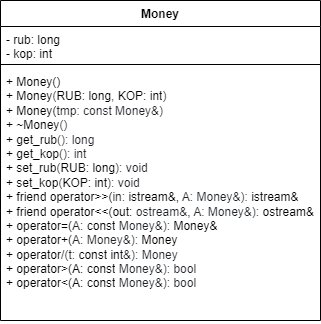 Money
- rub: long
- kop: int
+ Money()
+ Money(RUB: long, KOP: int)
+ Money(tmp: const Money&)
+ ~Money()
+ get_rub(): long
+ get_kop(): int
+ set_rub(RUB: long): void
+ set_kop(KOP: int): void
+ friend operator>>(in: istream&, A: Money&): istream&
+ friend operator<<(out: ostream&, A: Money&): ostream&
+ operator=(A: const Money&): Money&
+ operator+(A: Money&): Money
+ operator/(t: const int&): Money
+ operator>(A: const Money&): bool
+ operator<(A: const Money&): bool